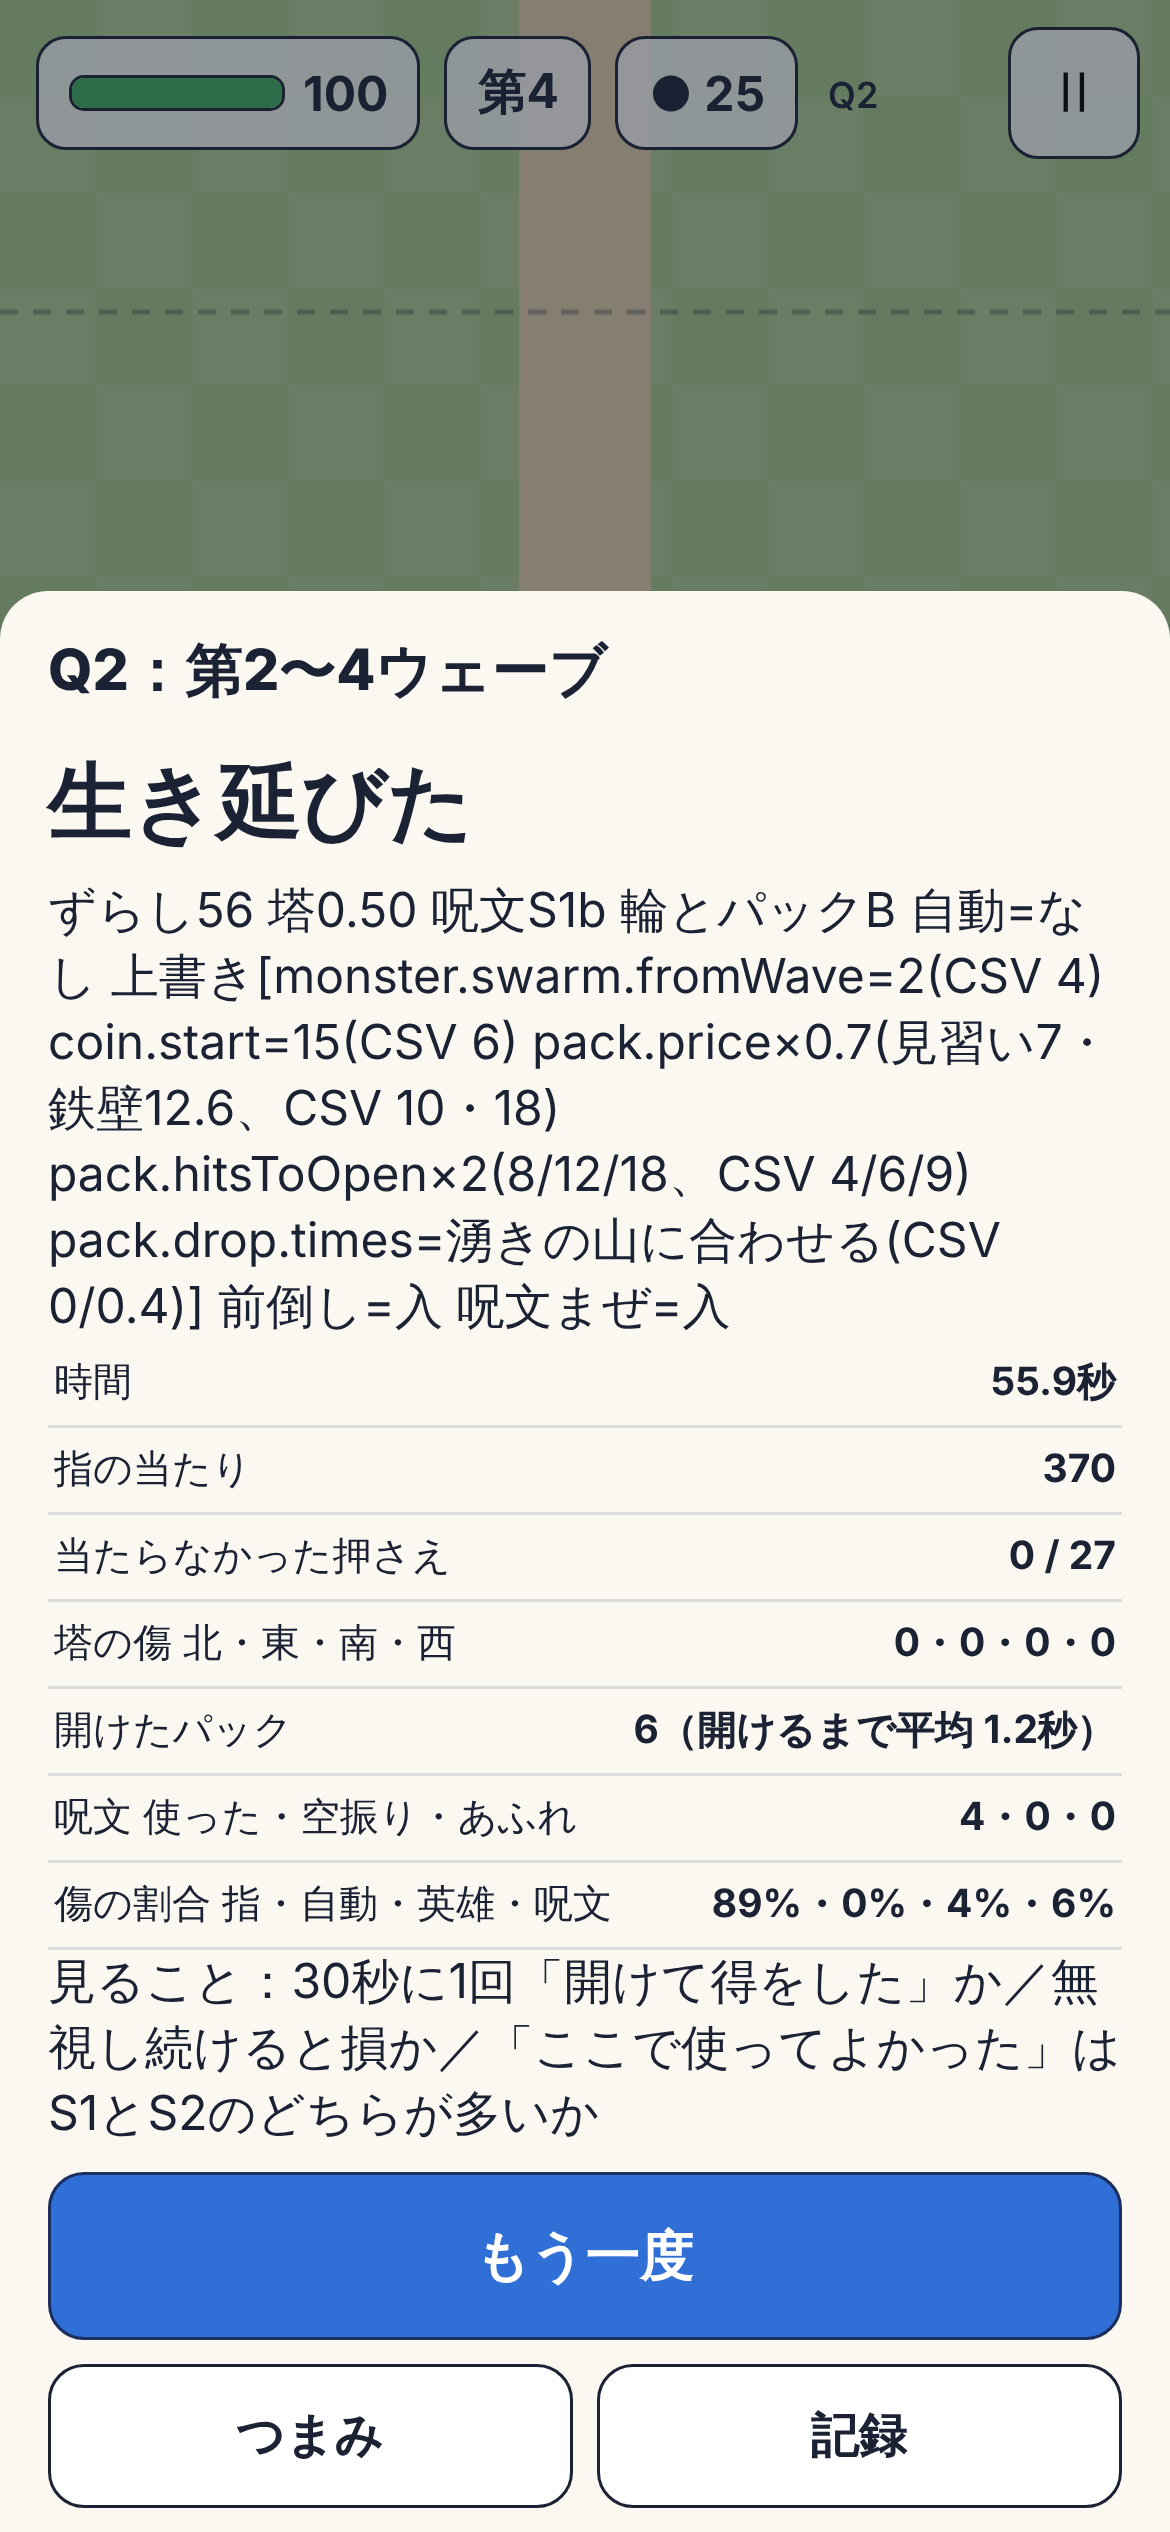 100 第4 ● 25 Q2 ||
Q2：第2〜4ウェーブ
生き延びた
ずらし56 塔0.50 呪文S1b 輪とパックB 自動=な
し 上書き[monster.swarm.fromWave=2(CSV 4)
coin.start=15(CSV 6) pack.price×0.7(見習い7・
鉄壁12.6、CSV 10・18)
pack.hitsToOpen×2(8/12/18、CSV 4/6/9)
pack.drop.times=湧きの山に合わせる(CSV
0/0.4)] 前倒し=入 呪文まぜ=入
時間 55.9秒
指の当たり 370
当たらなかった押さえ 0 / 27
塔の傷 北・東・南・西 0・0・0・0
開けたパック 6（開けるまで平均 1.2秒）
呪文 使った・空振り・あふれ 4・0・0
傷の割合 指・自動・英雄・呪文 89%・0%・4%・6%
見ること：30秒に1回「開けて得をした」か／無
視し続けると損か／「ここで使ってよかった」は
S1とS2のどちらが多いか
もう一度
つまみ 記録